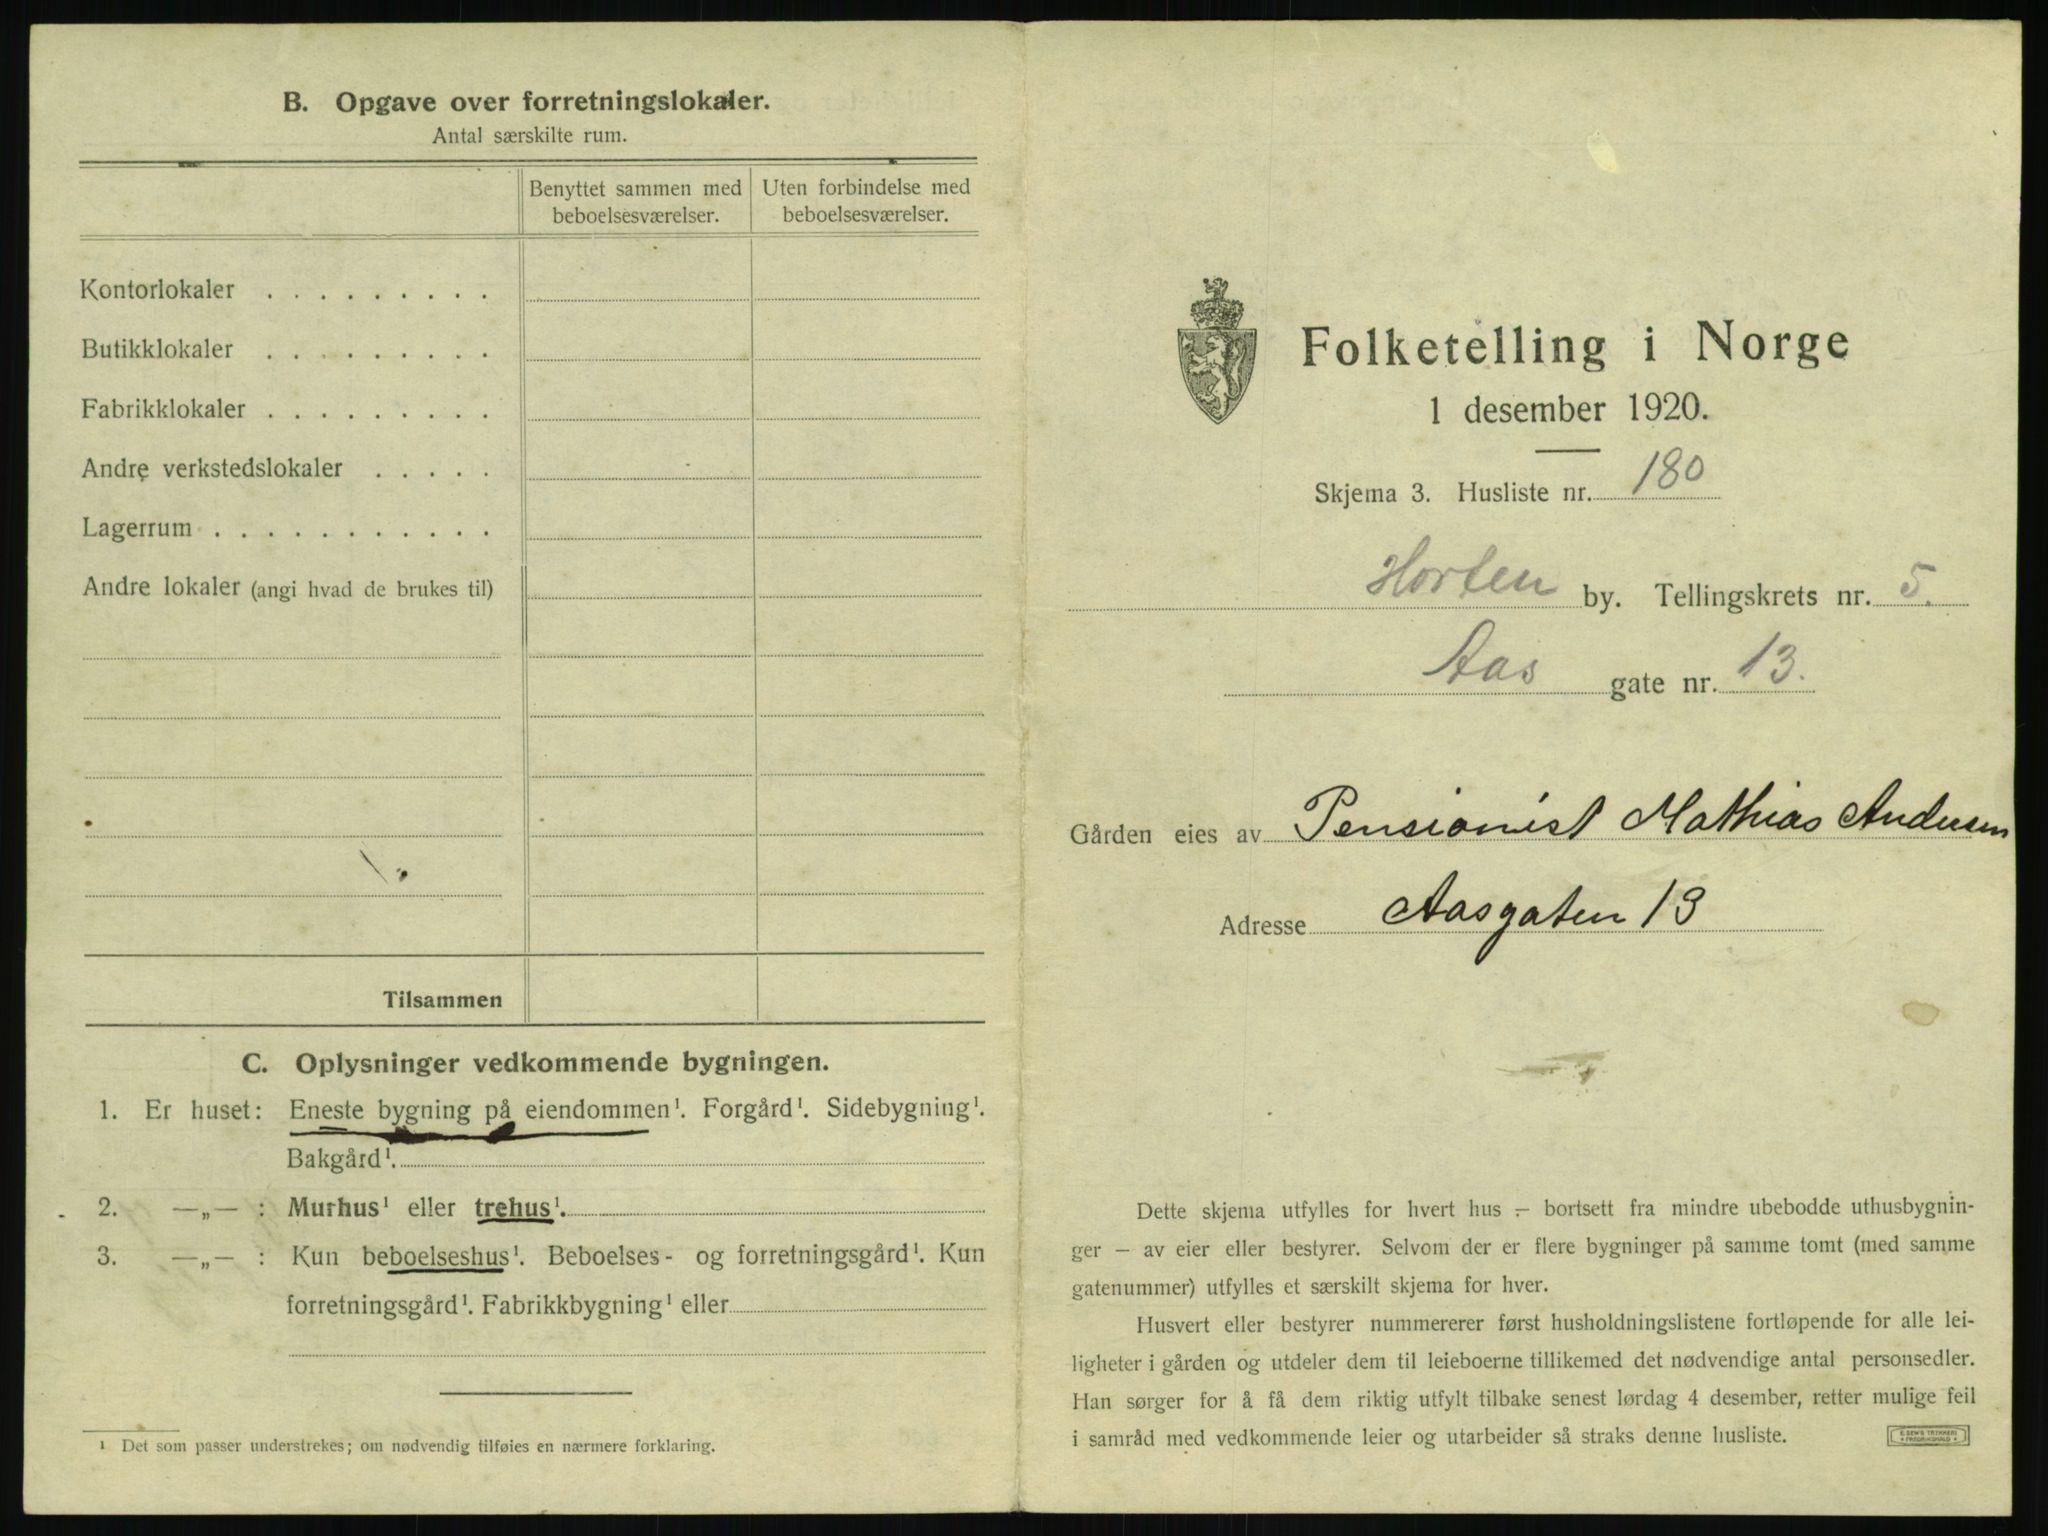 B. Opgave over forretningslokaler.
Antal særskilte rum.
Benyttet sammen med beboelsesværelser.
Uten forbindelse med beboelsesværelser.
Kontorlokaler . . . . . . . . .
Butikklokaler . . . . . . . . .
Fabrikklokaler . . . . . . . . .
Andre verkstedslokaler . . . . .
Lagerrum . . . . . . . . . . .
Andre lokaler (angi hvad de brukes til)
Tilsammen
C. Oplysninger vedkommende bygningen.
1. Er huset: Eneste bygning på eiendommen¹. Forgård¹. Sidebygning¹.
Bakgård¹.
2. —„— : Murhus¹ eller trehus¹.
3. —„— : Kun beboelseshus¹. Beboelses- og forretningsgård¹. Kun
forretningsgård¹. Fabrikkbygning¹ eller
¹ Det som passer understrekes; om nødvendig tilføies en nærmere forklaring.
Folketelling i Norge
1 desember 1920.
Skjema 3. Husliste nr. 180
Horten by. Tellingskrets nr. 5.
Aas gate nr. 13.
Gården eies av Pensionist Mathias Andersen
Adresse Aasgaten 13
Dette skjema utfylles for hvert hus — bortsett fra mindre ubebodde uthusbygnin-
ger — av eier eller bestyrer. Selvom der er flere bygninger på samme tomt (med samme
gatenummer) utfylles et særskilt skjema for hver.
Husvert eller bestyrer nummererer først husholdningslistene fortløpende for alle lei-
ligheter i gården og utdeler dem til leieboerne tillikemed det nødvendige antal personsedler.
Han sørger for å få dem riktig utfylt tilbake senest lørdag 4 desember, retter mulige feil
i samråd med vedkommende leier og utarbeider så straks denne husliste.
E. SEM'S TRYKKERI
FREDRIKSHALD